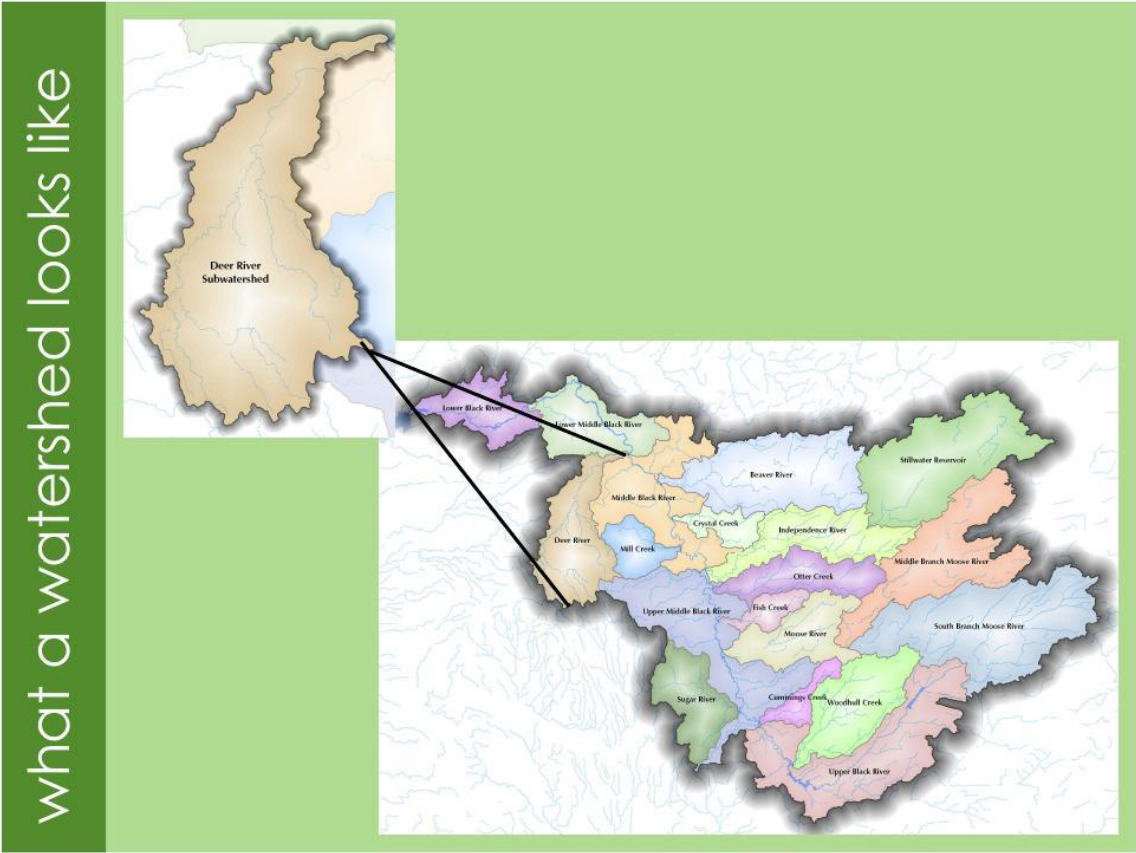 what a watershed looks like
Deer River
Subwatershed
Lower Black River
Lower Middle Black River
Stillwater Reservoir
Beaver River
Middle Black River
Crystal Creek
Independence River
Deer River
Mill Creek
Middle Branch Moose River
Otter Creek
Upper Middle Black River
Fish Creek
Moose River
South Branch Moose River
Sugar River
Cummings Creek
Woodhull Creek
Upper Black River